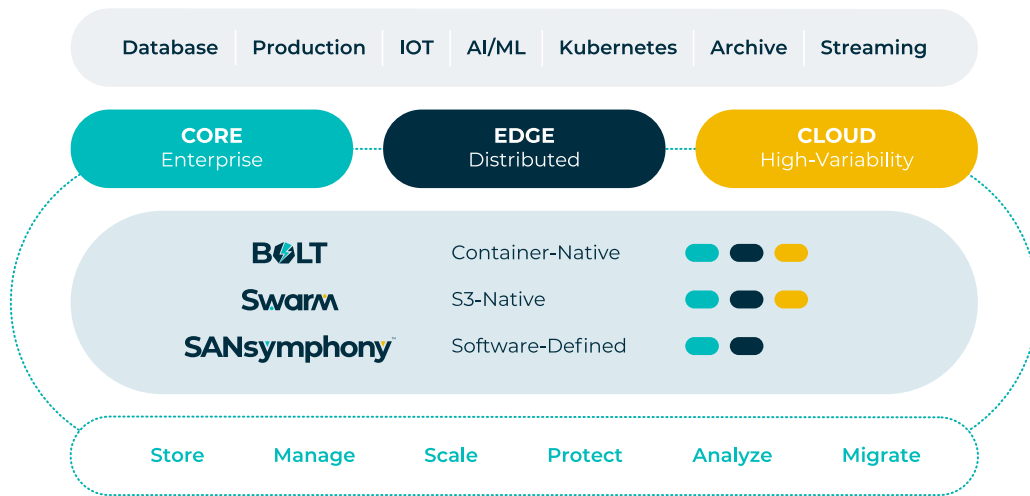 Database Production IOT AI/ML Kubernetes Archive Streaming
CORE EDGE CLOUD
Enterprise Distributed High-Variability
BOLT Container-Native
Swarm S3-Native
SANsymphony™ Software-Defined
Store Manage Scale Protect Analyze Migrate